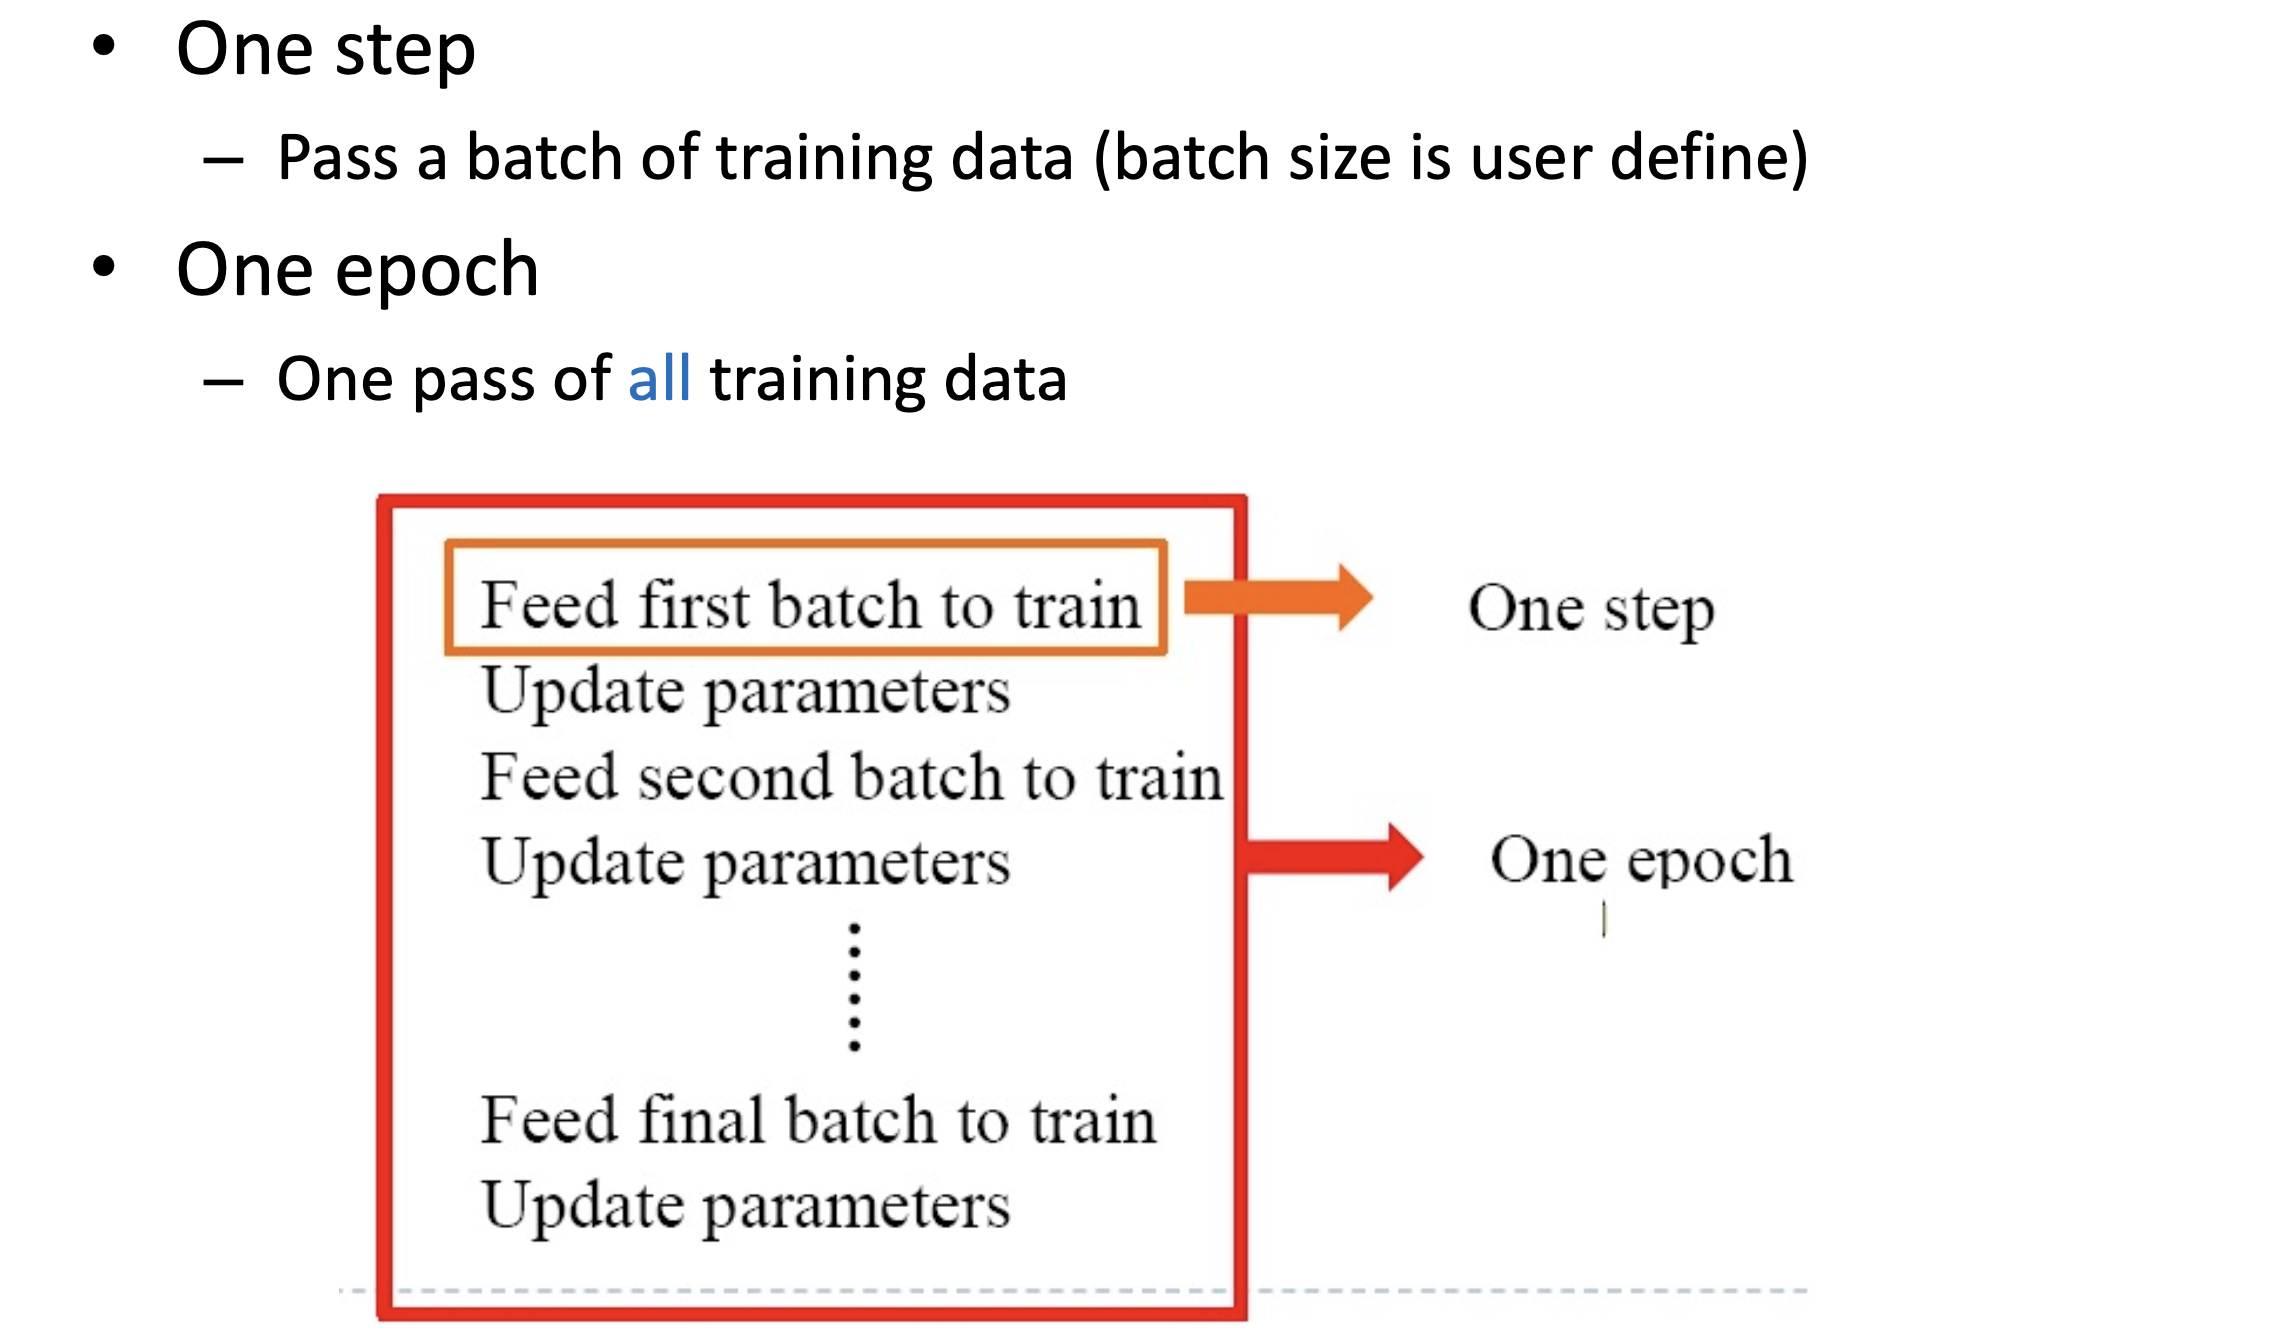 • One step
– Pass a batch of training data (batch size is user define)
• One epoch
– One pass of all training data
Feed first batch to train
One step
Update parameters
Feed second batch to train
Update parameters
One epoch
Feed final batch to train
Update parameters